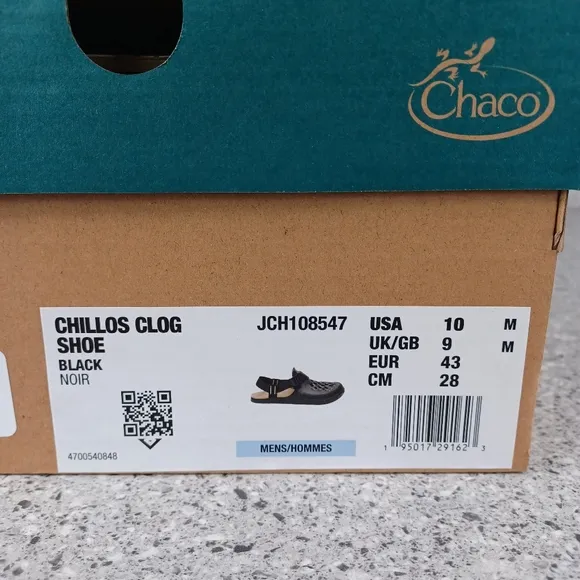 Chaco
CHILLOS CLOG
SHOE
BLACK
NOIR
4700540848
JCH108547
MENS/HOMMES
USA 10 M
UK/GB 9 M
EUR 43
CM 28
1 95017 29162 3